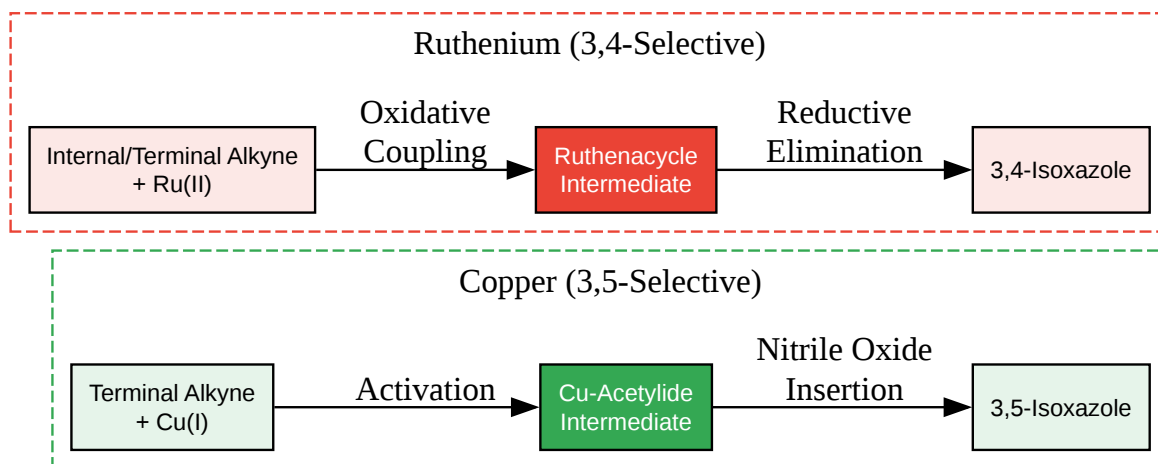 Ruthenium (3,4-Selective)
Internal/Terminal Alkyne
+ Ru(II)
Oxidative
Coupling
Ruthenacycle
Intermediate
Reductive
Elimination
3,4-Isoxazole
Copper (3,5-Selective)
Terminal Alkyne
+ Cu(I)
Activation
Cu-Acetylide
Intermediate
Nitrile Oxide
Insertion
3,5-Isoxazole